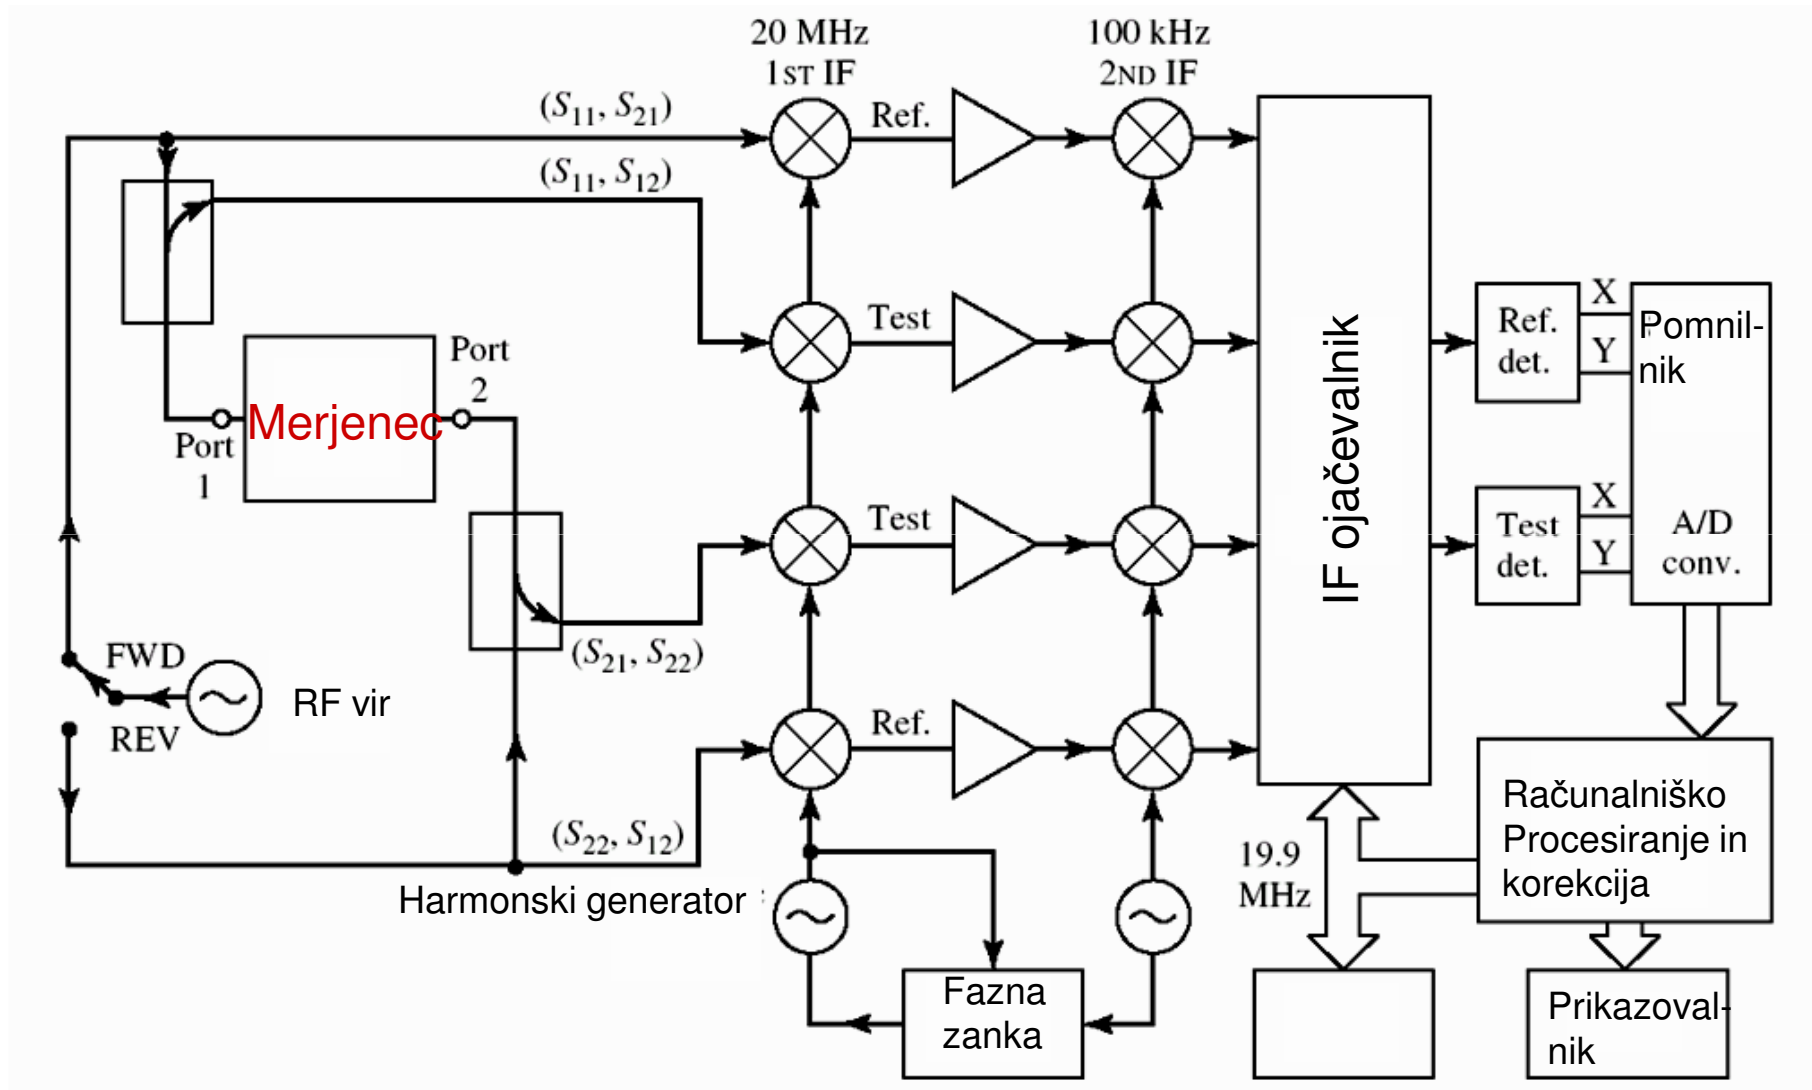 20 MHz
1ST IF
100 kHz
2ND IF
(S11, S21)
Ref.
(S11, S12)
Test
Port
2
Merjenec
Port
1
IF ojačevalnik
Ref.
det.
X
Y
Pomnil-
nik
Test
Test
det.
X
Y
A/D
conv.
FWD
REV
RF vir
(S21, S22)
Ref.
(S22, S12)
Harmonski generator
19.9
MHz
Računalniško
Procesiranje in
korekcija
Fazna
zanka
Prikazoval-
nik